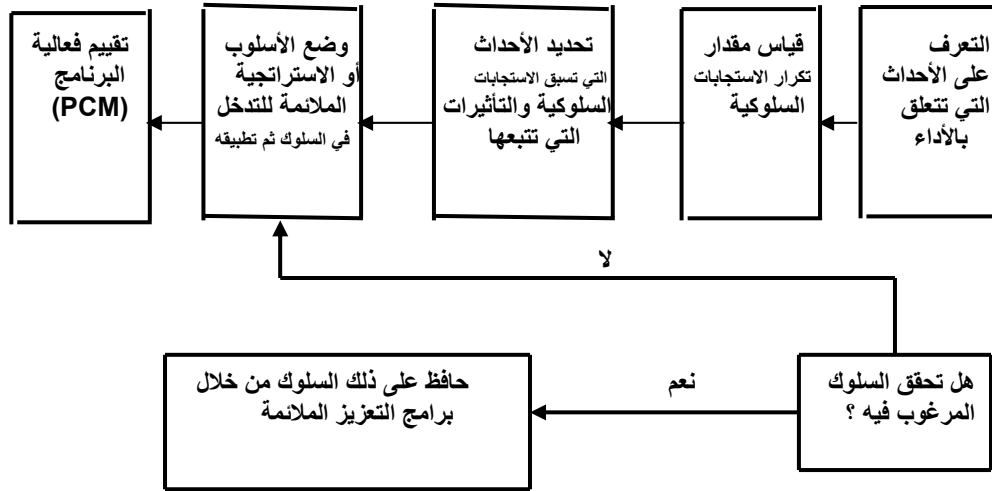 التعرف
على الأحداث
التي تتعلق
بالأداء
قياس مقدار
تكرار الاستجابات
السلوكية
تحديد الأحداث
التي تسبق الاستجابات
السلوكية والتأثيرات
التي تتبعها
وضع الأسلوب
أو الاستراتجية
الملائمة للتدخل
في السلوك ثم تطبيقه
تقييم فعالية
البرنامج
(PCM)
لا
هل تحقق السلوك
المرغوب فيه ؟
نعم
حافظ على ذلك السلوك من خلال
برامج التعزيز الملائمة